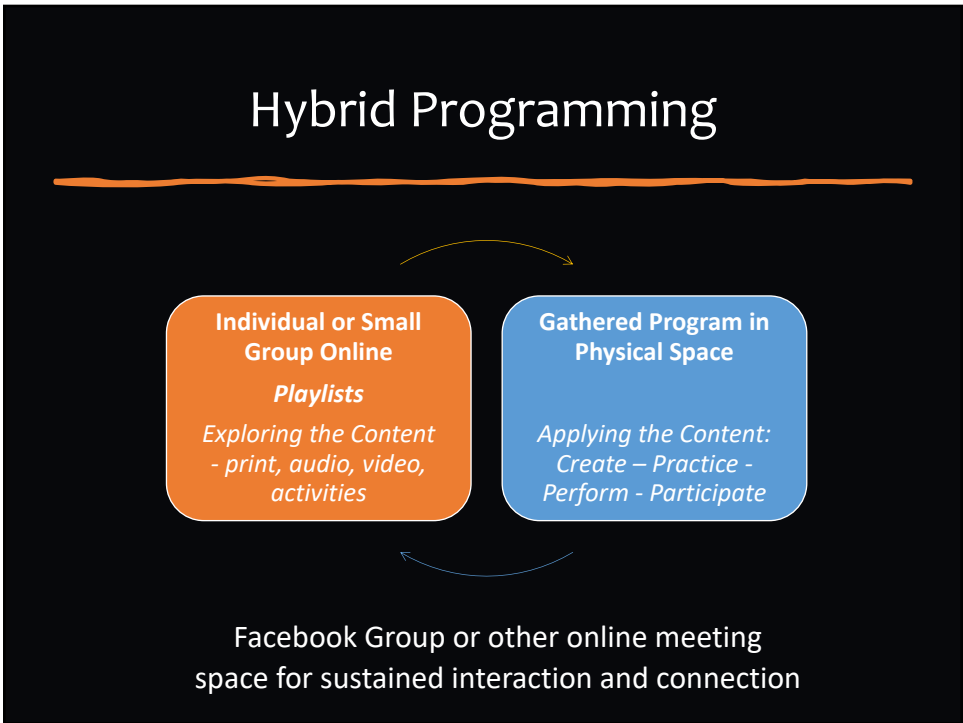 Hybrid Programming
Individual or Small
Group Online
Playlists
Exploring the Content
- print, audio, video,
activities
Gathered Program in
Physical Space
Applying the Content:
Create – Practice -
Perform - Participate
Facebook Group or other online meeting
space for sustained interaction and connection